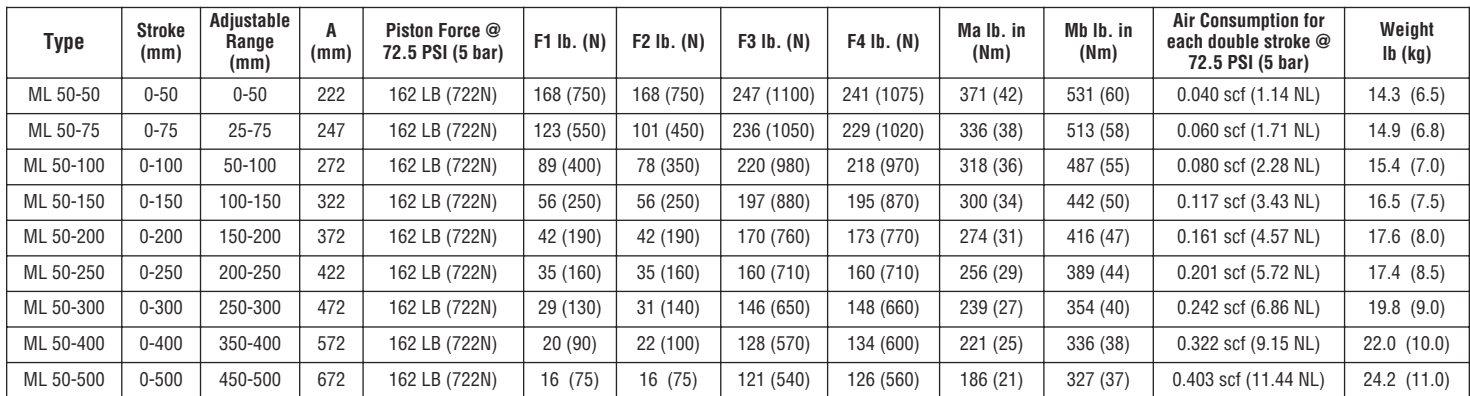 Type Stroke (mm) Adjustable Range (mm) A (mm) Piston Force @ 72.5 PSI (5 bar) F1 lb. (N) F2 lb. (N) F3 lb. (N) F4 lb. (N) Ma lb. in (Nm) Mb lb. in (Nm) Air Consumption for each double stroke @ 72.5 PSI (5 bar) Weight lb (kg)
ML 50-50 0-50 0-50 222 162 LB (722N) 168 (750) 168 (750) 247 (1100) 241 (1075) 371 (42) 531 (60) 0.040 scf (1.14 NL) 14.3 (6.5)
ML 50-75 0-75 25-75 247 162 LB (722N) 123 (550) 101 (450) 236 (1050) 229 (1020) 336 (38) 513 (58) 0.060 scf (1.71 NL) 14.9 (6.8)
ML 50-100 0-100 50-100 272 162 LB (722N) 89 (400) 78 (350) 220 (980) 218 (970) 318 (36) 487 (55) 0.080 scf (2.28 NL) 15.4 (7.0)
ML 50-150 0-150 100-150 322 162 LB (722N) 56 (250) 56 (250) 197 (880) 195 (870) 300 (34) 442 (50) 0.117 scf (3.43 NL) 16.5 (7.5)
ML 50-200 0-200 150-200 372 162 LB (722N) 42 (190) 42 (190) 170 (760) 173 (770) 274 (31) 416 (47) 0.161 scf (4.57 NL) 17.6 (8.0)
ML 50-250 0-250 200-250 422 162 LB (722N) 35 (160) 35 (160) 160 (710) 160 (710) 256 (29) 389 (44) 0.201 scf (5.72 NL) 17.4 (8.5)
ML 50-300 0-300 250-300 472 162 LB (722N) 29 (130) 31 (140) 146 (650) 148 (660) 239 (27) 354 (40) 0.242 scf (6.86 NL) 19.8 (9.0)
ML 50-400 0-400 350-400 572 162 LB (722N) 20 (90) 22 (100) 128 (570) 134 (600) 221 (25) 336 (38) 0.322 scf (9.15 NL) 22.0 (10.0)
ML 50-500 0-500 450-500 672 162 LB (722N) 16 (75) 16 (75) 121 (540) 126 (560) 186 (21) 327 (37) 0.403 scf (11.44 NL) 24.2 (11.0)